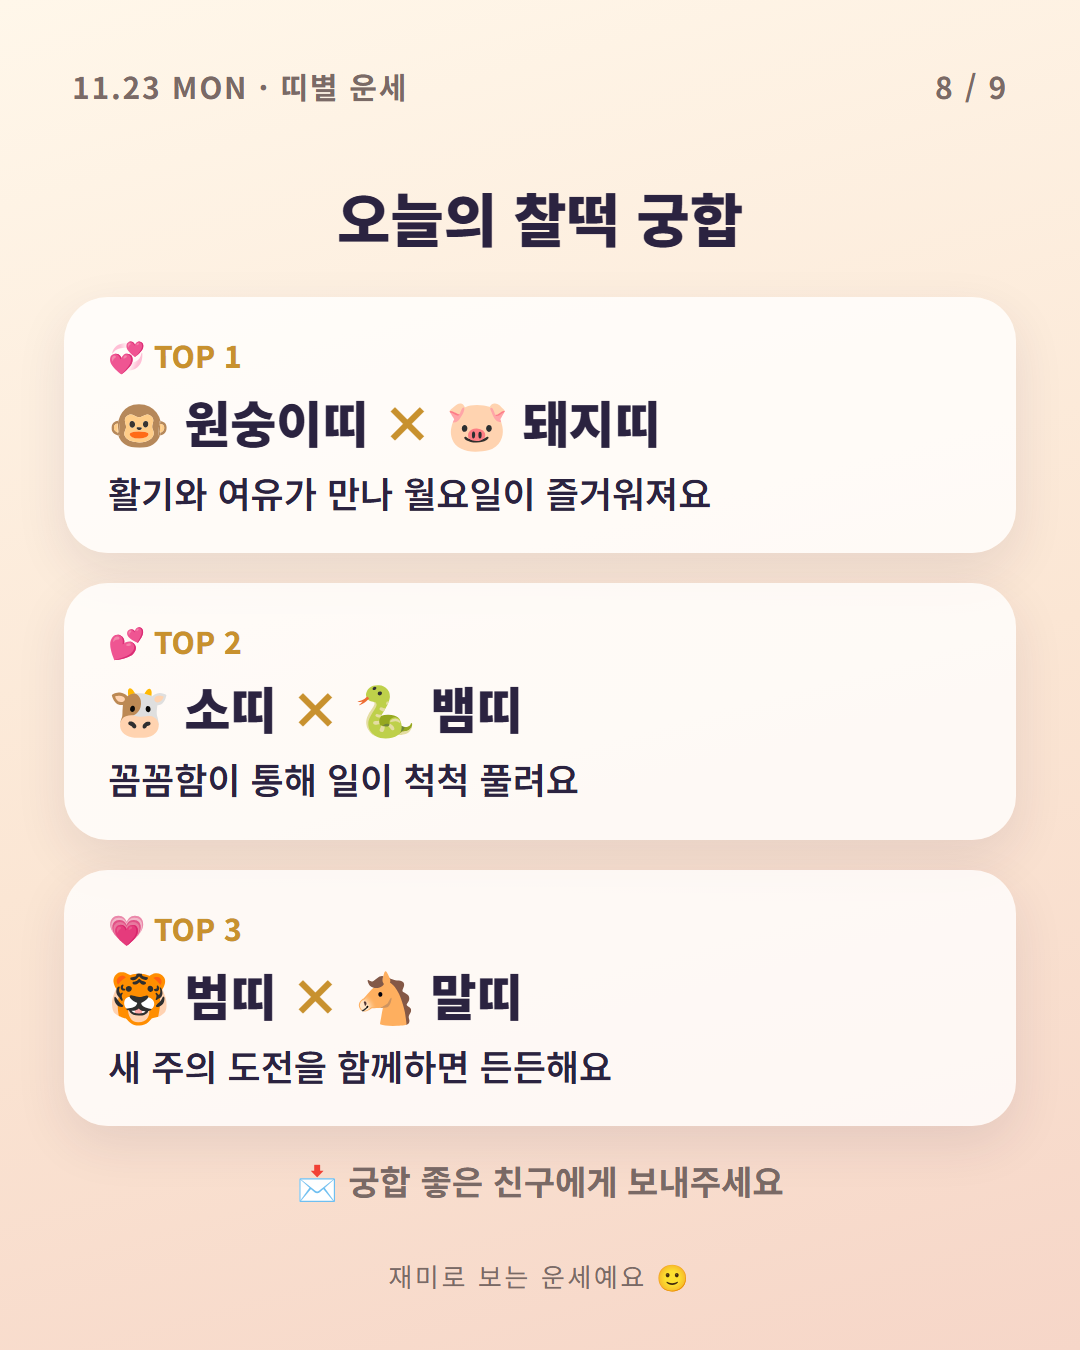 11.23 MON · 띠별 운세
8 / 9
오늘의 찰떡 궁합
💞 TOP 1
🐵 원숭이띠 × 🐷 돼지띠
활기와 여유가 만나 월요일이 즐거워져요
💕 TOP 2
🐮 소띠 × 🐍 뱀띠
꼼꼼함이 통해 일이 척척 풀려요
💗 TOP 3
🐯 범띠 × 🐴 말띠
새 주의 도전을 함께하면 든든해요
📩 궁합 좋은 친구에게 보내주세요
재미로 보는 운세예요 🙂